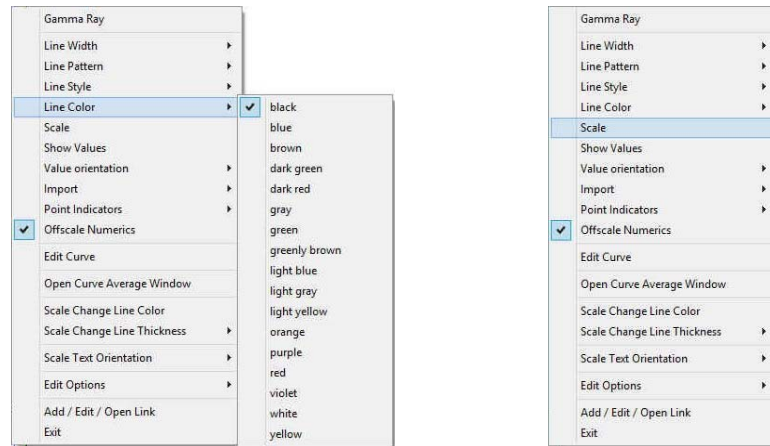 Gamma Ray
Line Width
Line Pattern
Line Style
Line Color
Scale
Show Values
Value orientation
Import
Point Indicators
Offscale Numerics
Edit Curve
Open Curve Average Window
Scale Change Line Color
Scale Change Line Thickness
Scale Text Orientation
Edit Options
Add / Edit / Open Link
Exit
black
blue
brown
dark green
dark red
gray
green
greenly brown
light blue
light gray
light yellow
orange
purple
red
violet
white
yellow
Gamma Ray
Line Width
Line Pattern
Line Style
Line Color
Scale
Show Values
Value orientation
Import
Point Indicators
Offscale Numerics
Edit Curve
Open Curve Average Window
Scale Change Line Color
Scale Change Line Thickness
Scale Text Orientation
Edit Options
Add / Edit / Open Link
Exit